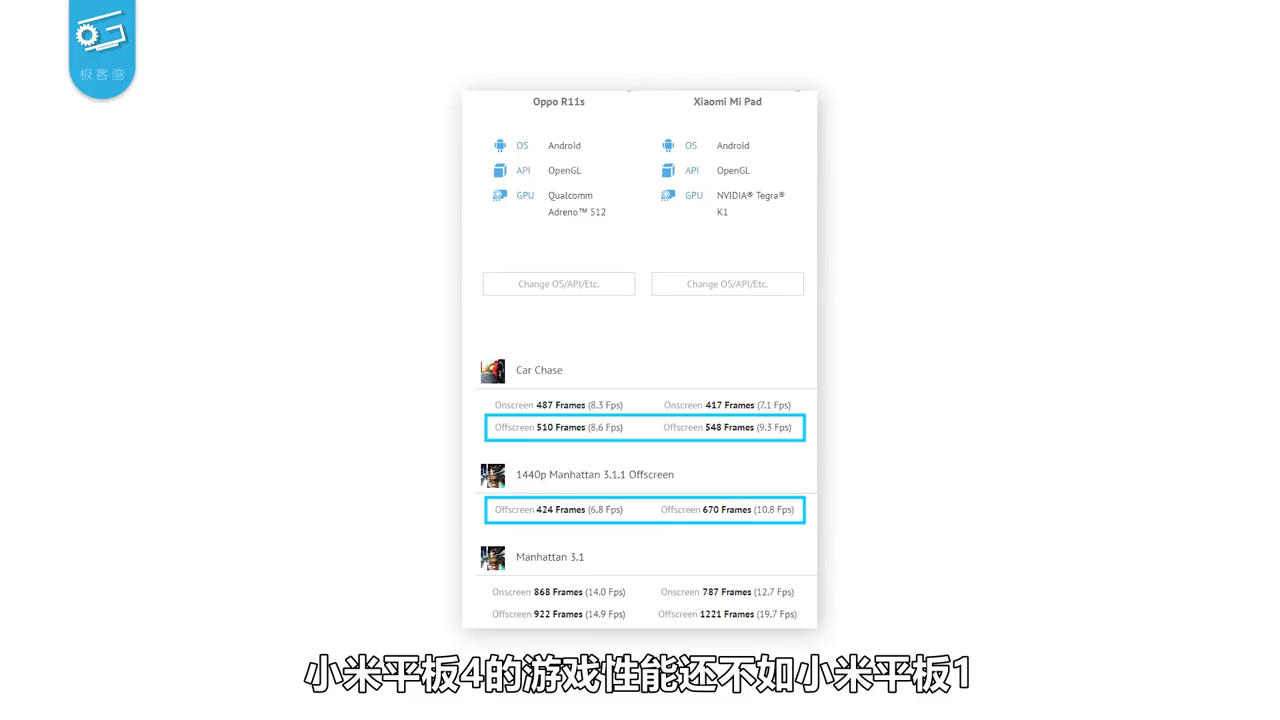 极客湾
Oppo R11s Xiaomi Mi Pad
OS Android OS Android
API OpenGL API OpenGL
GPU Qualcomm GPU NVIDIA® Tegra®
Adreno™ 512 K1
Change OS/API/Etc. Change OS/API/Etc.
Car Chase
Onscreen 487 Frames (8.3 Fps) Onscreen 417 Frames (7.1 Fps)
Offscreen 510 Frames (8.6 Fps) Offscreen 548 Frames (9.3 Fps)
1440p Manhattan 3.1.1 Offscreen
Offscreen 424 Frames (6.8 Fps) Offscreen 670 Frames (10.8 Fps)
Manhattan 3.1
Onscreen 868 Frames (14.0 Fps) Onscreen 787 Frames (12.7 Fps)
Offscreen 922 Frames (14.9 Fps) Offscreen 1221 Frames (19.7 Fps)
小米平板4的游戏性能还不如小米平板1